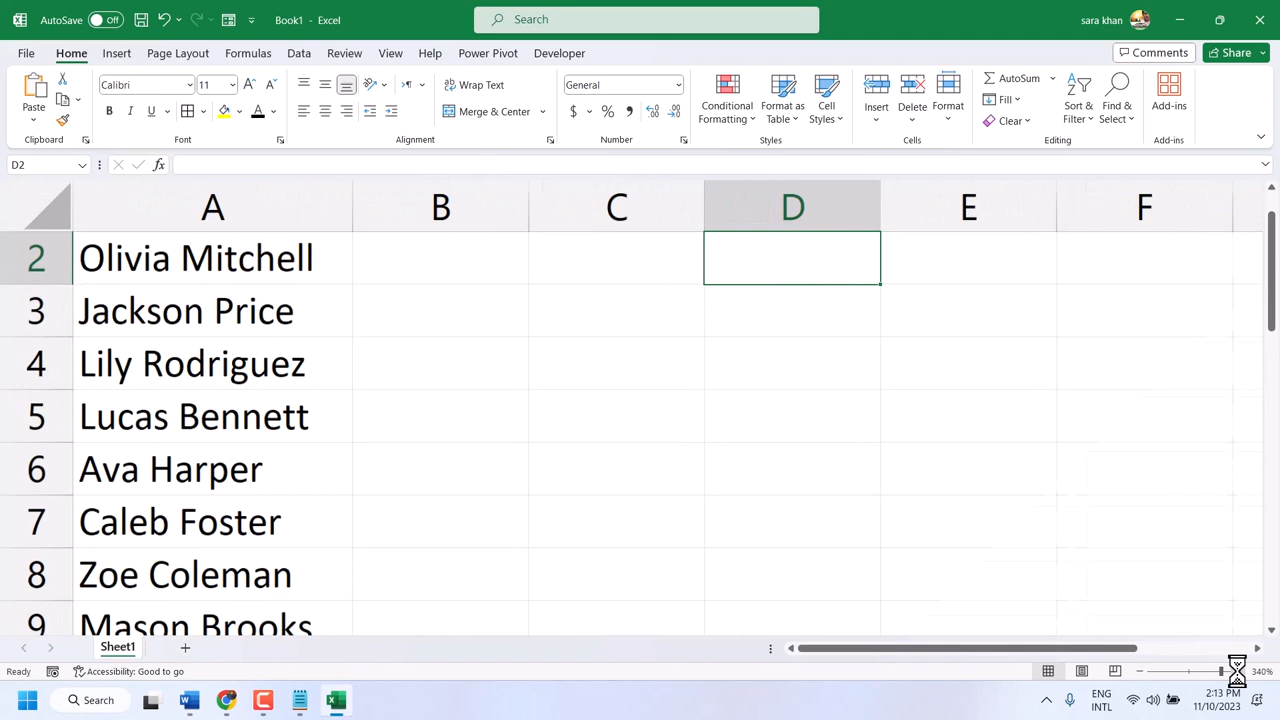 AutoSave Off Book1 - Excel Search sara khan
File Home Insert Page Layout Formulas Data Review View Help Power Pivot Developer Comments Share
Paste
Clipboard
Calibri 11
B I U A
Font
Wrap Text
Merge & Center
Alignment
General
$ % 9
Number
Conditional Formatting
Format as Table
Cell Styles
Styles
Insert Delete Format
Cells
AutoSum
Fill
Clear
Sort & Filter
Find & Select
Editing
Add-ins
Add-ins
D2 fx
A B C D E F
2 Olivia Mitchell
3 Jackson Price
4 Lily Rodriguez
5 Lucas Bennett
6 Ava Harper
7 Caleb Foster
8 Zoe Coleman
9 Mason Brooks
Sheet1
Ready Accessibility: Good to go 340%
Search ENG INTL 2:13 PM 11/10/2023